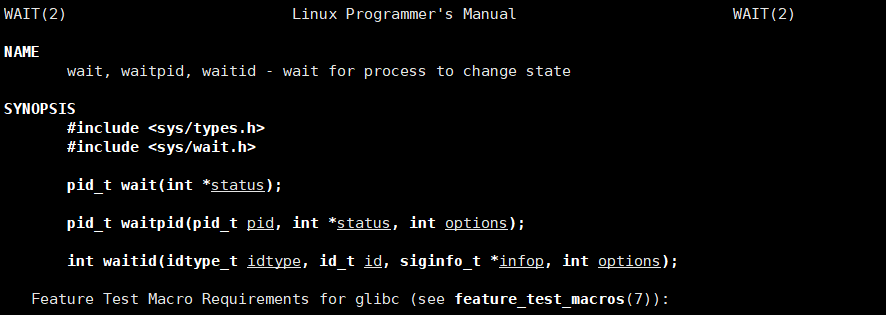 WAIT(2) Linux Programmer's Manual WAIT(2)
NAME
wait, waitpid, waitid - wait for process to change state
SYNOPSIS
#include <sys/types.h>
#include <sys/wait.h>
pid_t wait(int *status);
pid_t waitpid(pid_t pid, int *status, int options);
int waitid(idtype_t idtype, id_t id, siginfo_t *infop, int options);
Feature Test Macro Requirements for glibc (see feature_test_macros(7)):